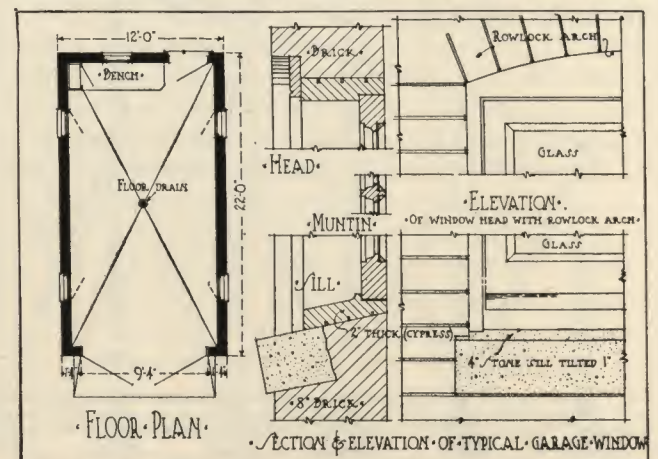 12'-0"
·BENCH·
FLOOR DRAIN
22'-0"
9'-4"
·FLOOR·PLAN·
·BRICK·
·HEAD·
·MUNTIN·
·SILL·
2" THICK (CYPRESS)
·8" BRICK·
ROWLOCK ARCH
GLASS
·ELEVATION·
·OF WINDOW HEAD WITH ROWLOCK ARCH·
GLASS
4" STONE SILL TILTED 1"
·SECTION & ELEVATION·OF·TYPICAL·GARAGE·WINDOW